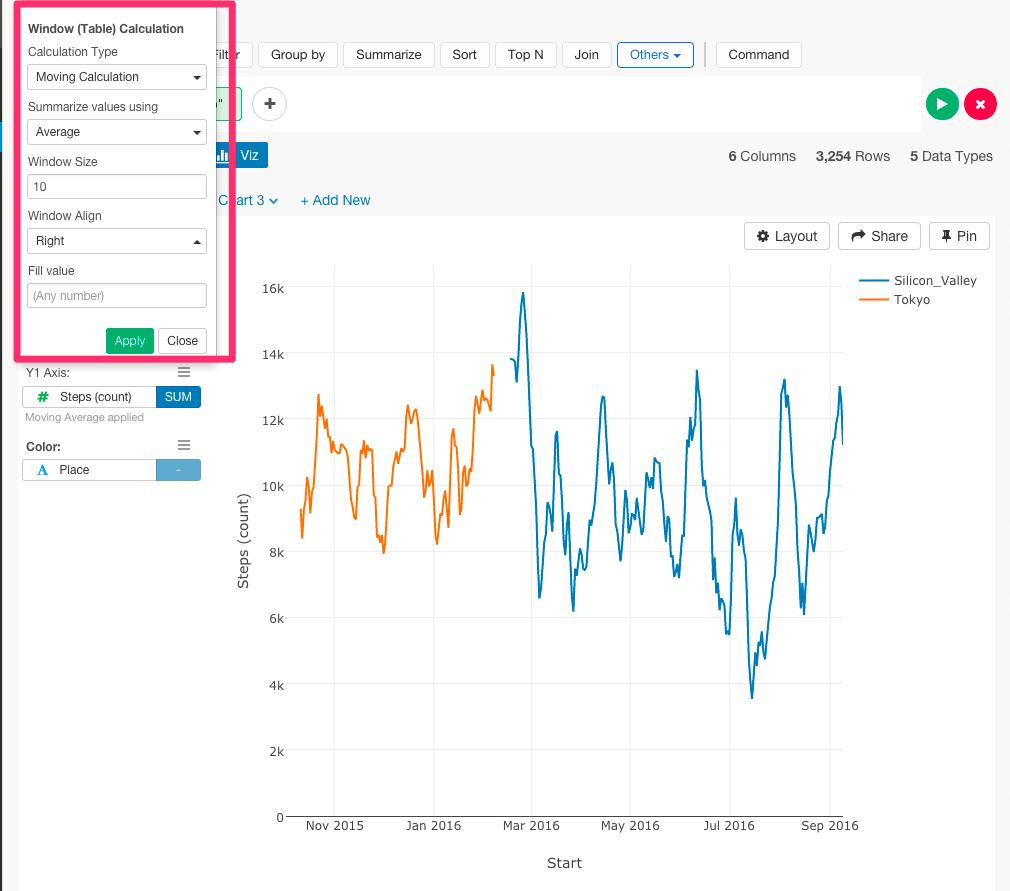 Window (Table) Calculation
Calculation Type
Moving Calculation
Summarize values using
Average
Window Size
10
Window Align
Right
Fill value
(Any number)
Apply
Close
Filter
Group by
Summarize
Sort
Top N
Join
Others
Command
"
+
Viz
6 Columns
3,254 Rows
5 Data Types
Chart 3
+ Add New
Layout
Share
Pin
Y1 Axis:
# Steps (count)
SUM
Moving Average applied
Color:
A Place
-
Silicon_Valley
Tokyo
16k
14k
12k
10k
8k
6k
4k
2k
0
Steps (count)
Nov 2015
Jan 2016
Mar 2016
May 2016
Jul 2016
Sep 2016
Start